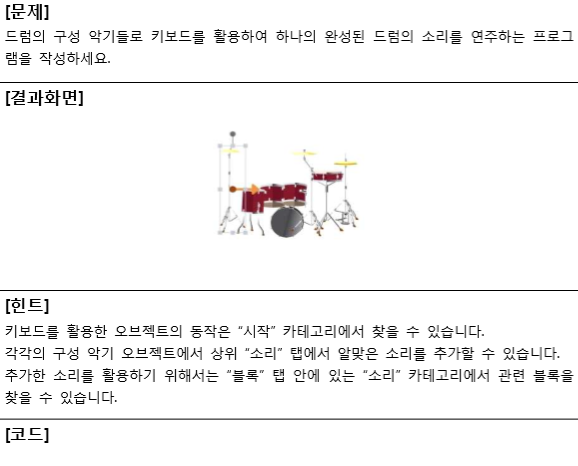 [문제]
드럼의 구성 악기들로 키보드를 활용하여 하나의 완성된 드럼의 소리를 연주하는 프로그
램을 작성하세요.
[결과화면]
[힌트]
키보드를 활용한 오브젝트의 동작은 “시작” 카테고리에서 찾을 수 있습니다.
각각의 구성 악기 오브젝트에서 상위 “소리” 탭에서 알맞은 소리를 추가할 수 있습니다.
추가한 소리를 활용하기 위해서는 “블록” 탭 안에 있는 “소리” 카테고리에서 관련 블록을
찾을 수 있습니다.
[코드]